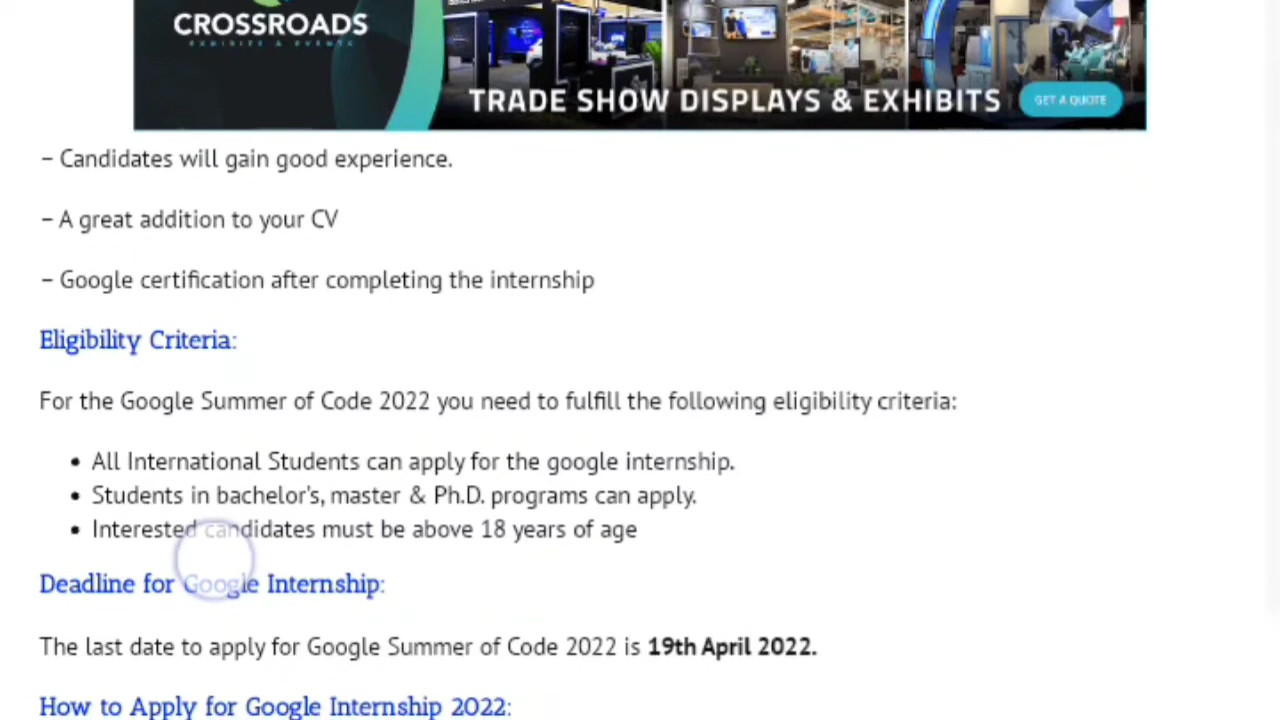 CROSSROADS
EXHIBITS & EVENTS
TRADE SHOW DISPLAYS & EXHIBITS
GET A QUOTE
– Candidates will gain good experience.
– A great addition to your CV
– Google certification after completing the internship
Eligibility Criteria:
For the Google Summer of Code 2022 you need to fulfill the following eligibility criteria:
• All International Students can apply for the google internship.
• Students in bachelor's, master & Ph.D. programs can apply.
• Interested candidates must be above 18 years of age
Deadline for Google Internship:
The last date to apply for Google Summer of Code 2022 is 19th April 2022.
How to Apply for Google Internship 2022: